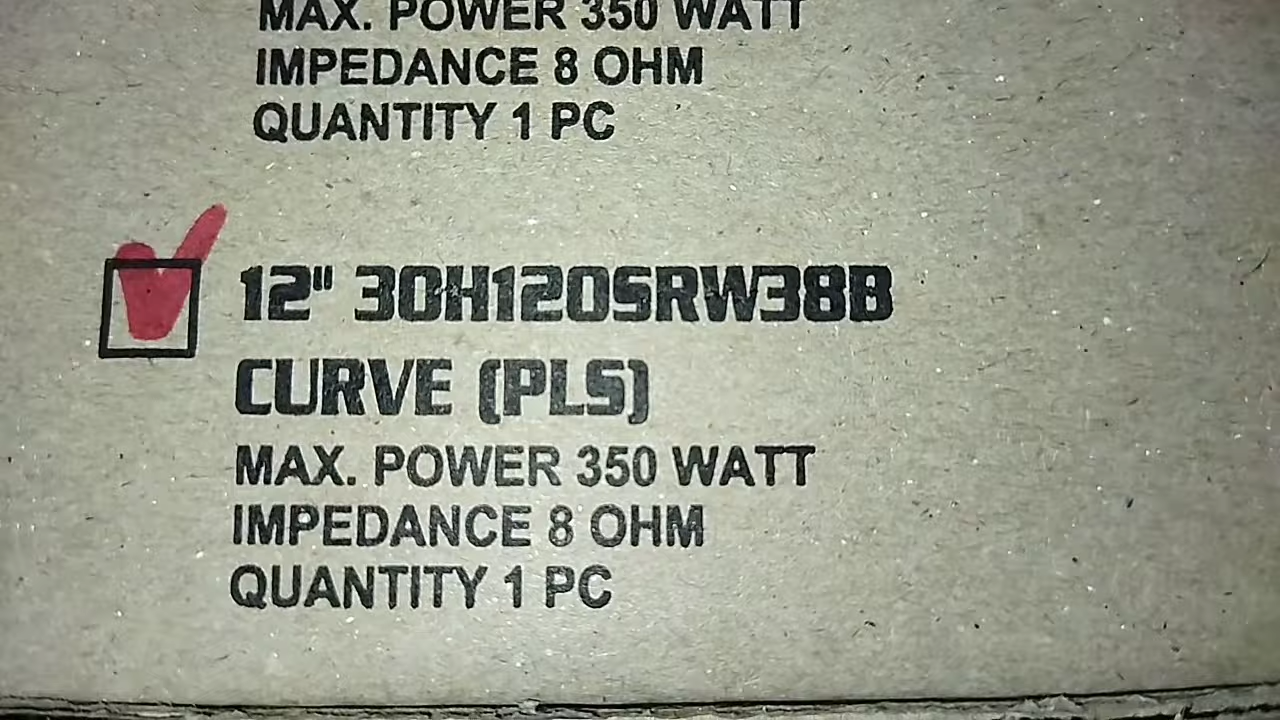 MAX. POWER 350 WATT
IMPEDANCE 8 OHM
QUANTITY 1 PC
12" 30H120SRW38B
CURVE (PLS)
MAX. POWER 350 WATT
IMPEDANCE 8 OHM
QUANTITY 1 PC